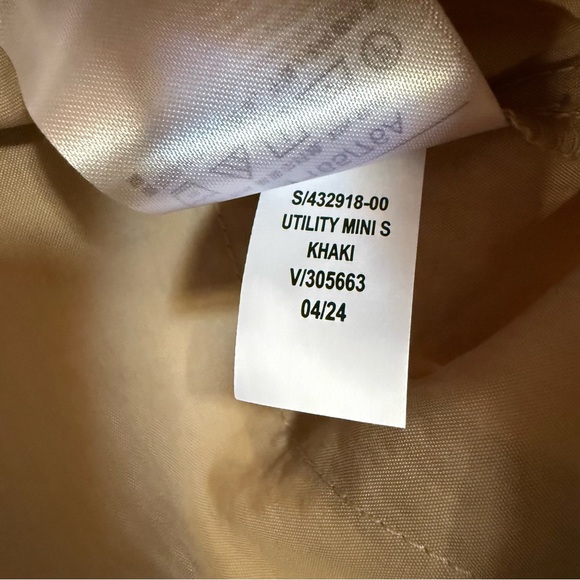 S/432918-00
UTILITY MINI S
KHAKI
V/305663
04/24